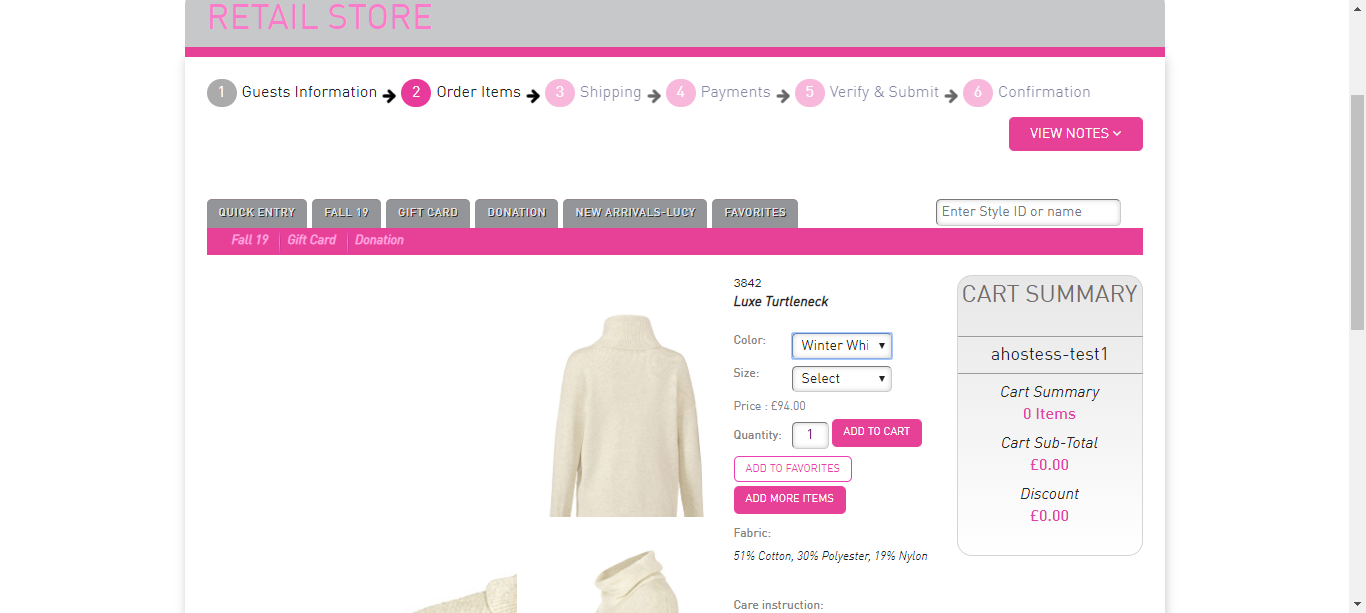 RETAIL STORE
1 Guests Information 2 Order Items 3 Shipping 4 Payments 5 Verify & Submit 6 Confirmation
VIEW NOTES
QUICK ENTRY FALL 19 GIFT CARD DONATION NEW ARRIVALS-LUCY FAVORITES
Enter Style ID or name
Fall 19 Gift Card Donation
3842
Luxe Turtleneck
Color: Winter Whi
Size: Select
Price : £94.00
Quantity: 1 ADD TO CART
ADD TO FAVORITES
ADD MORE ITEMS
Fabric:
51% Cotton, 30% Polyester, 19% Nylon
Care instruction:
CART SUMMARY
ahostess-test1
Cart Summary
0 Items
Cart Sub-Total
£0.00
Discount
£0.00